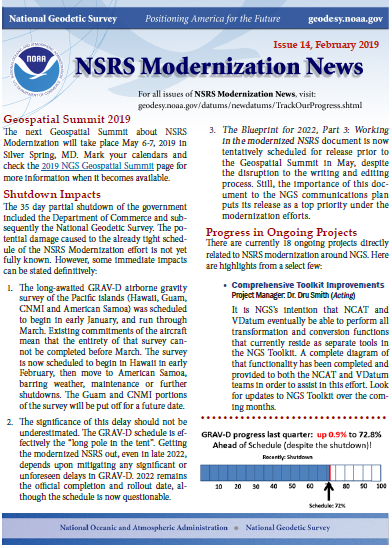 National Geodetic Survey
Positioning America for the Future
geodesy.noaa.gov
Issue 14, February 2019
NOAA
NSRS Modernization News
For all issues of NSRS Modernization News, visit:
geodesy.noaa.gov/datums/newdatums/TrackOurProgress.shtml
Geospatial Summit 2019
The next Geospatial Summit about NSRS
Modernization will take place May 6-7, 2019 in
Silver Spring, MD. Mark your calendars and
check the 2019 NGS Geospatial Summit page for
more information when it becomes available.
Shutdown Impacts
The 35 day partial shutdown of the government
included the Department of Commerce and sub-
sequently the National Geodetic Survey. The po-
tential damage caused to the already tight sched-
ule of the NSRS Modernization effort is not yet
fully known. However, some immediate impacts
can be stated definitively:
1. The long-awaited GRAV-D airborne gravity
survey of the Pacific islands (Hawaii, Guam,
CNMI and American Samoa) was scheduled
to begin in early January, and run through
March. Existing commitments of the aircraft
mean that the entirety of that survey can-
not be completed before March. The survey
is now scheduled to begin in Hawaii in early
February, then move to American Samoa,
barring weather, maintenance or further
shutdowns. The Guam and CNMI portions
of the survey will be put off for a future date.
2. The significance of this delay should not be
underestimated. The GRAV-D schedule is ef-
fectively the "long pole in the tent". Getting
the modernized NSRS out, even in late 2022,
depends upon mitigating any significant or
unforeseen delays in GRAV-D. 2022 remains
the official completion and rollout date, al-
though the schedule is now questionable.
3. The Blueprint for 2022, Part 3: Working
in the modernized NSRS document is now
tentatively scheduled for release prior to
the Geospatial Summit in May, despite
the disruption to the writing and editing
process. Still, the importance of this doc-
ument to the NGS communications plan
puts its release as a top priority under the
modernization efforts.
Progress in Ongoing Projects
There are currently 18 ongoing projects directly
related to NSRS modernization around NGS. Here
are highlights from a select few:
• Comprehensive Toolkit Improvements
Project Manager: Dr. Dru Smith (Acting)
It is NGS's intention that NCAT and
VDatum eventually be able to perform all
transformation and conversion functions
that currently reside as separate tools in
the NGS Toolkit. A complete diagram of
that functionality has been completed and
provided to both the NCAT and VDatum
teams in order to assist in this effort. Look
for updates to NGS Toolkit over the com-
ing months.
GRAV-D progress last quarter: up 0.9% to 72.8%
Ahead of Schedule (despite the shutdown)!
Recently: Shutdown
0 10 20 30 40 50 60 70 80 90 100
Schedule: 72%
National Oceanic and Atmospheric Administration • National Geodetic Survey